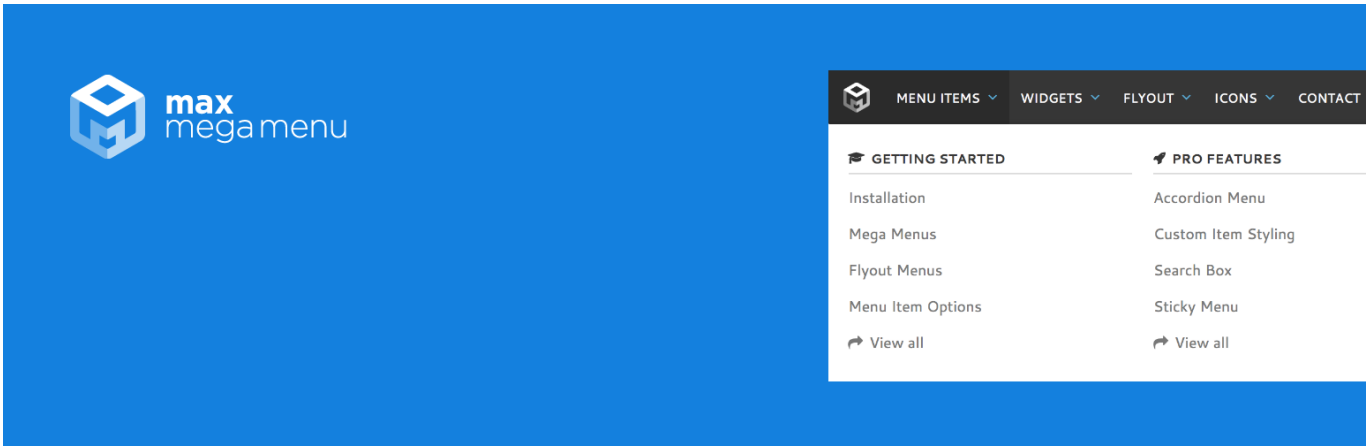 max
mega menu
MENU ITEMS
WIDGETS
FLYOUT
ICONS
CONTACT
GETTING STARTED
Installation
Mega Menus
Flyout Menus
Menu Item Options
View all
PRO FEATURES
Accordion Menu
Custom Item Styling
Search Box
Sticky Menu
View all